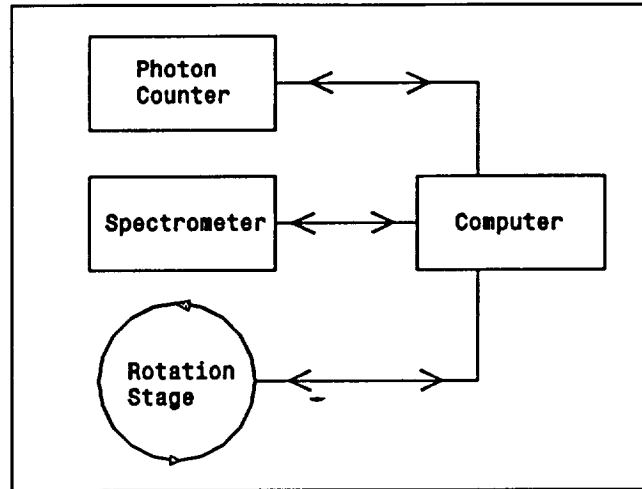 Photon
Counter
Spectrometer
Computer
Rotation
Stage